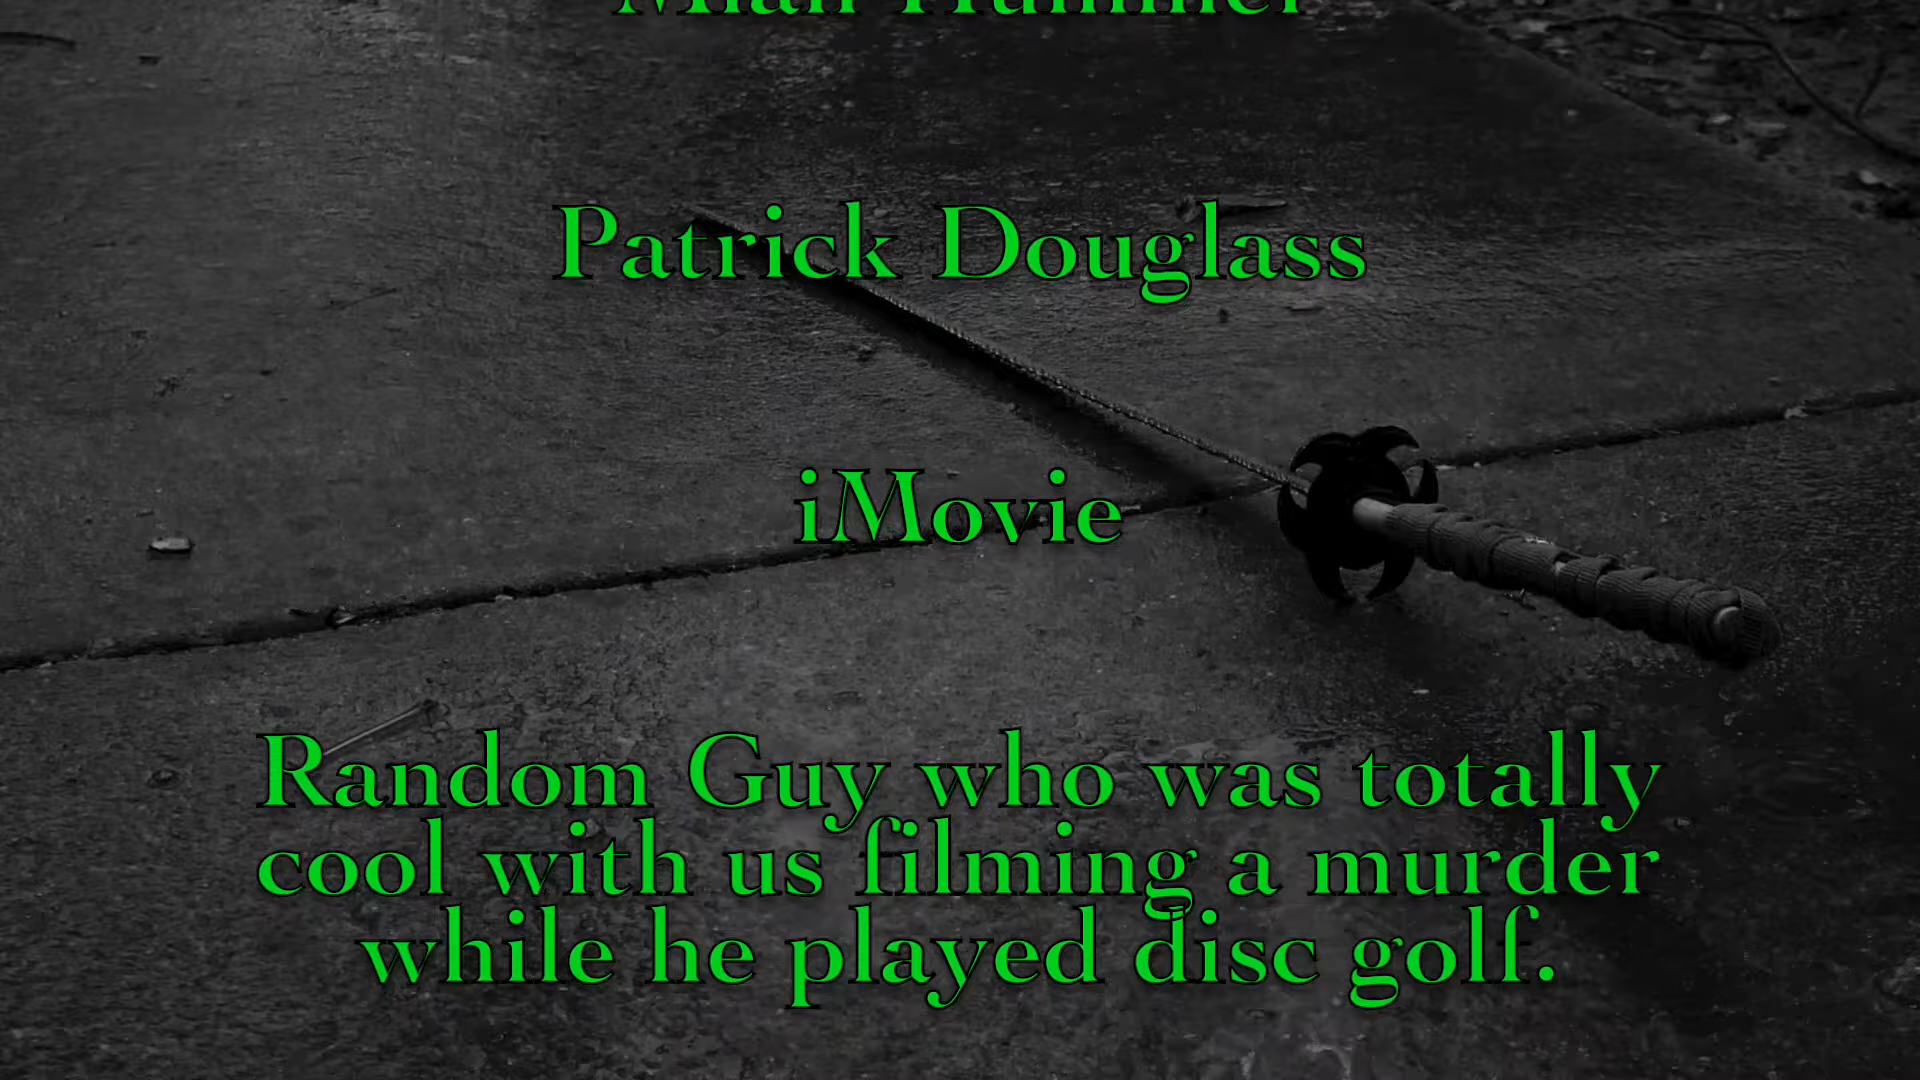 Patrick Douglass
iMovie
Random Guy who was totally
cool with us filming a murder
while he played disc golf.